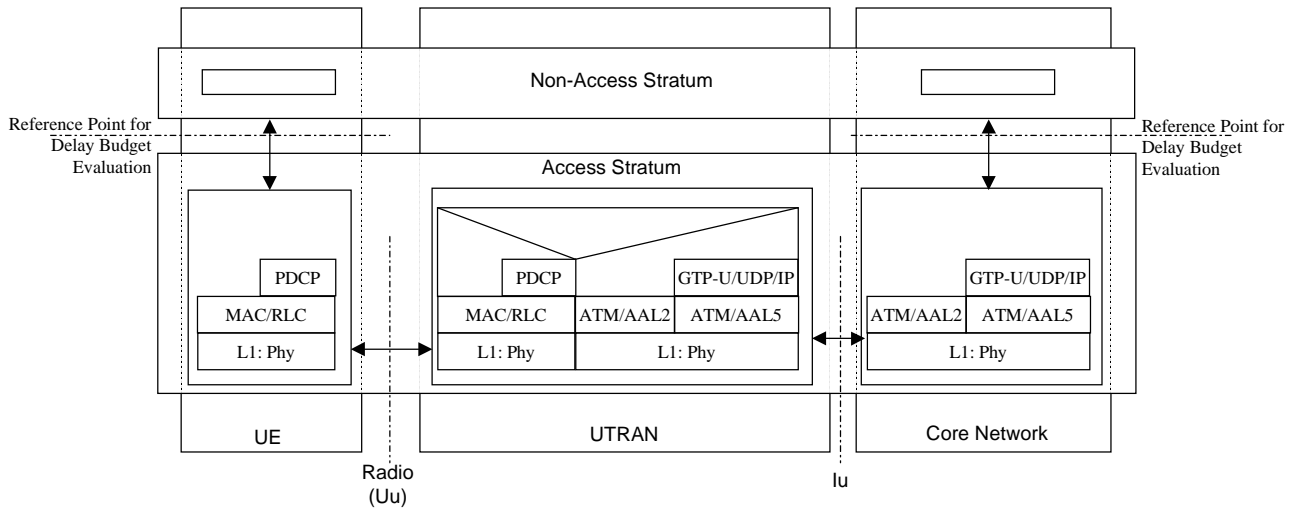 Non-Access Stratum
Reference Point for
Delay Budget
Evaluation
Reference Point for
Delay Budget
Evaluation
Access Stratum
PDCP
MAC/RLC
L1: Phy
PDCP
GTP-U/UDP/IP
MAC/RLC
ATM/AAL2
ATM/AAL5
L1: Phy
L1: Phy
GTP-U/UDP/IP
ATM/AAL2
ATM/AAL5
L1: Phy
UE
UTRAN
Core Network
Radio
(Uu)
Iu